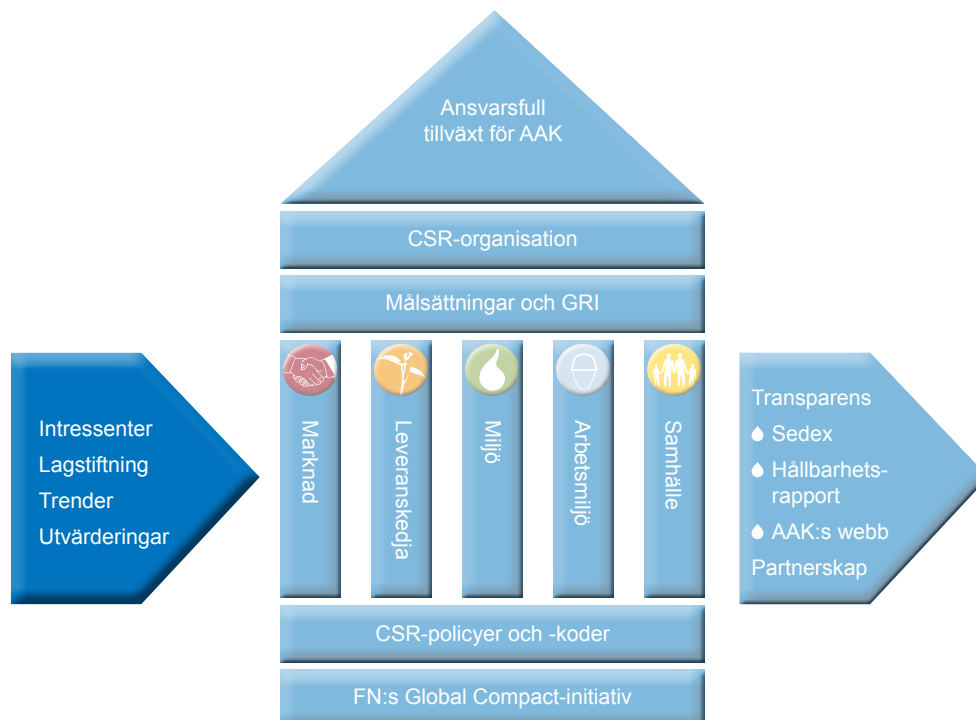 Ansvarsfull
tillväxt för AAK
CSR-organisation
Målsättningar och GRI
Intressenter
Lagstiftning
Trender
Utvärderingar
Marknad
Leveranskedja
Miljö
Arbetsmiljö
Samhälle
Transparens
Sedex
Hållbarhets-
rapport
AAK:s webb
Partnerskap
CSR-policyer och -koder
FN:s Global Compact-initiativ